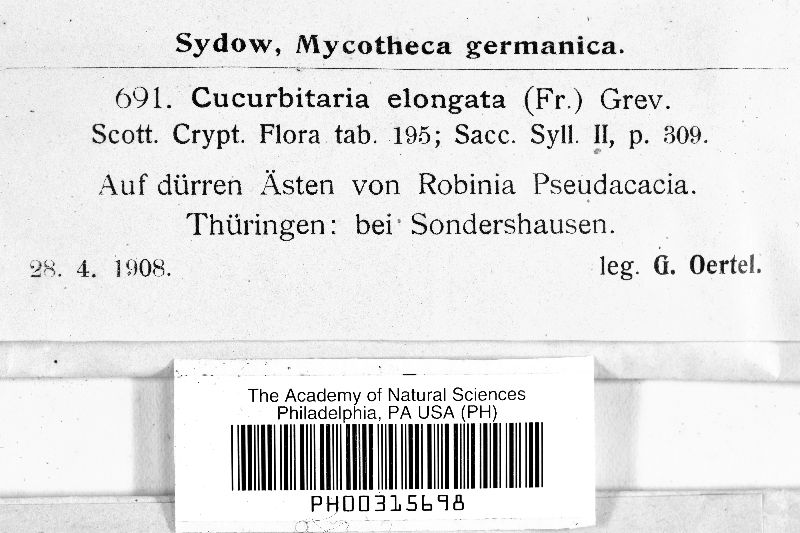 Sydow, Mycotheca germanica.
691. Cucurbitaria elongata (Fr.) Grev.
Scott. Crypt. Flora tab. 195; Sacc. Syll. II, p. 309.
Auf dürren Ästen von Robinia Pseudacacia.
Thüringen: bei Sondershausen.
28. 4. 1908. leg. G. Oertel.
The Academy of Natural Sciences
Philadelphia, PA USA (PH)
PH00315698